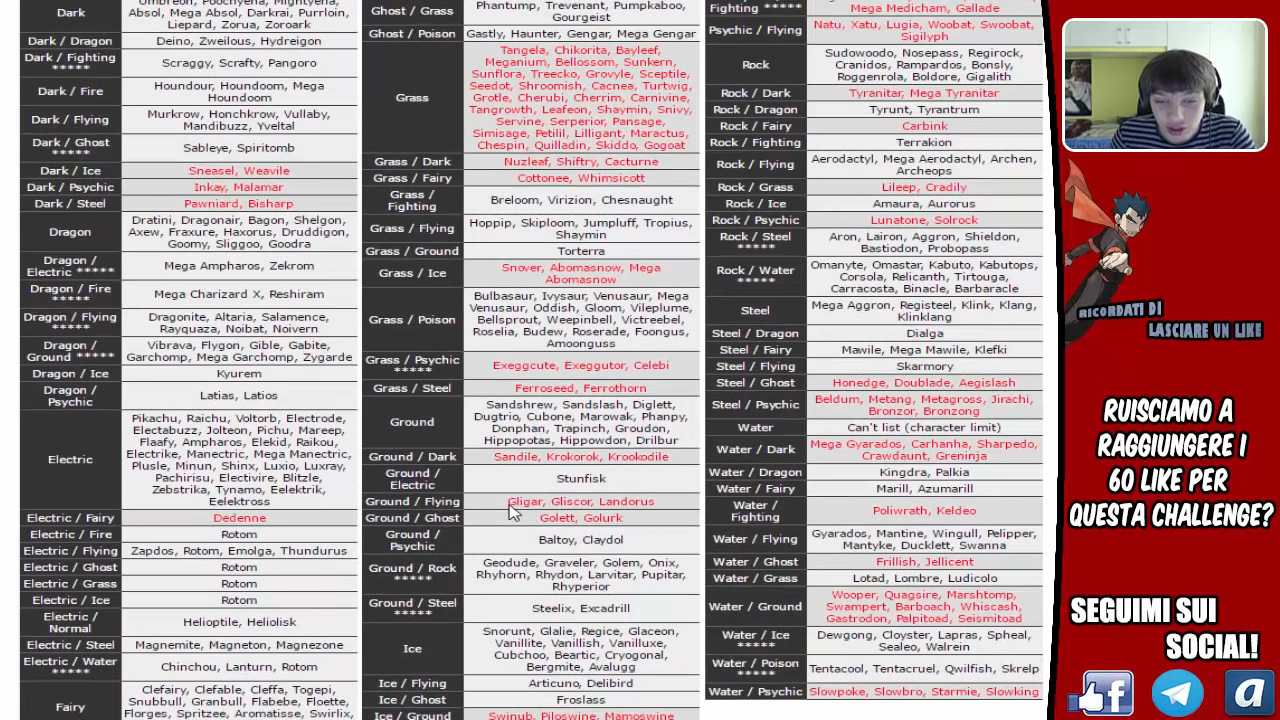 Umbreon, Poochyena, Mightyena,
Dark
Absol, Mega Absol, Darkrai, Purrloin,
Liepard, Zorua, Zoroark
Dark / Dragon
Deino, Zweilous, Hydreigon
Dark / Fighting
*****
Scraggy, Scrafty, Pangoro
Dark / Fire
Houndour, Houndoom, Mega
Houndoom
Dark / Flying
Murkrow, Honchkrow, Vullaby,
Mandibuzz, Yveltal
Dark / Ghost
*****
Sableye, Spiritomb
Dark / Ice
Sneasel, Weavile
Dark / Psychic
Inkay, Malamar
Dark / Steel
Pawniard, Bisharp
Dragon
Dratini, Dragonair, Bagon, Shelgon,
Axew, Fraxure, Haxorus, Druddigon,
Goomy, Sliggoo, Goodra
Dragon /
Electric *****
Mega Ampharos, Zekrom
Dragon / Fire
*****
Mega Charizard X, Reshiram
Dragon / Flying
*****
Dragonite, Altaria, Salamence,
Rayquaza, Noibat, Noivern
Dragon /
Ground *****
Vibrava, Flygon, Gible, Gabite,
Garchomp, Mega Garchomp, Zygarde
Dragon / Ice
Kyurem
Dragon /
Psychic
Latias, Latios
Electric
Pikachu, Raichu, Voltorb, Electrode,
Electabuzz, Jolteon, Pichu, Mareep,
Flaafy, Ampharos, Elekid, Raikou,
Electrike, Manectric, Mega Manectric,
Plusle, Minun, Shinx, Luxio, Luxray,
Pachirisu, Electivire, Blitzle,
Zebstrika, Tynamo, Eelektrik,
Eelektross
Electric / Fairy
Dedenne
Electric / Fire
Rotom
Electric / Flying
Zapdos, Rotom, Emolga, Thundurus
Electric / Ghost
Rotom
Electric / Grass
Rotom
Electric / Ice
Rotom
Electric /
Normal
Helioptile, Heliolisk
Electric / Steel
Magnemite, Magneton, Magnezone
Electric / Water
*****
Chinchou, Lanturn, Rotom
Fairy
Clefairy, Clefable, Cleffa, Togepi,
Snubbull, Granbull, Flabebe, Floette,
Florges, Spritzee, Aromatisse, Swirlix,
Ghost / Grass
Phantump, Trevenant, Pumpkaboo,
Gourgeist
Ghost / Poison
Gastly, Haunter, Gengar, Mega Gengar
Grass
Tangela, Chikorita, Bayleef,
Meganium, Bellossom, Sunkern,
Sunflora, Treecko, Grovyle, Sceptile,
Seedot, Shroomish, Cacnea, Turtwig,
Grotle, Cherubi, Cherrim, Carnivine,
Tangrowth, Leafeon, Shaymin, Snivy,
Servine, Serperior, Pansage,
Simisage, Petilil, Lilligant, Maractus,
Chespin, Quilladin, Skiddo, Gogoat
Grass / Dark
Nuzleaf, Shiftry, Cacturne
Grass / Fairy
Cottonee, Whimsicott
Grass /
Fighting
Breloom, Virizion, Chesnaught
Grass / Flying
Hoppip, Skiploom, Jumpluff, Tropius,
Shaymin
Grass / Ground
Torterra
Grass / Ice
Snover, Abomasnow, Mega
Abomasnow
Grass / Poison
Bulbasaur, Ivysaur, Venusaur, Mega
Venusaur, Oddish, Gloom, Vileplume,
Bellsprout, Weepinbell, Victreebel,
Roselia, Budew, Roserade, Foongus,
Amoonguss
Grass / Psychic
*****
Exeggcute, Exeggutor, Celebi
Grass / Steel
Ferroseed, Ferrothorn
Ground
Sandshrew, Sandslash, Diglett,
Dugtrio, Cubone, Marowak, Phanpy,
Donphan, Trapinch, Groudon,
Hippopotas, Hippowdon, Drilbur
Ground / Dark
Sandile, Krokorok, Krookodile
Ground /
Electric
Stunfisk
Ground / Flying
Gligar, Gliscor, Landorus
Ground / Ghost
Golett, Golurk
Ground /
Psychic
Baltoy, Claydol
Ground / Rock
*****
Geodude, Graveler, Golem, Onix,
Rhyhorn, Rhydon, Larvitar, Pupitar,
Rhyperior
Ground / Steel
*****
Steelix, Excadrill
Ice
Snorunt, Glalie, Regice, Glaceon,
Vanillite, Vanillish, Vanilluxe,
Cubchoo, Beartic, Cryogonal,
Bergmite, Avalugg
Ice / Flying
Articuno, Delibird
Ice / Ghost
Froslass
Ice / Ground
Swinub, Piloswine, Mamoswine
Fighting ****
Mega Medicham, Gallade
Psychic / Flying
Natu, Xatu, Lugia, Woobat, Swoobat,
Sigilyph
Rock
Sudowoodo, Nosepass, Regirock,
Cranidos, Rampardos, Bonsly,
Roggenrola, Boldore, Gigalith
Rock / Dark
Tyranitar, Mega Tyranitar
Rock / Dragon
Tyrunt, Tyrantrum
Rock / Fairy
Carbink
Rock / Fighting
Terrakion
Rock / Flying
Aerodactyl, Mega Aerodactyl, Archen,
Archeops
Rock / Grass
Lileep, Cradily
Rock / Ice
Amaura, Aurorus
Rock / Psychic
Lunatone, Solrock
Rock / Steel
*****
Aron, Lairon, Aggron, Shieldon,
Bastiodon, Probopass
Rock / Water
*****
Omanyte, Omastar, Kabuto, Kabutops,
Corsola, Relicanth, Tirtouga,
Carracosta, Binacle, Barbaracle
Steel
Mega Aggron, Registeel, Klink, Klang,
Klinklang
Steel / Dragon
Dialga
Steel / Fairy
Mawile, Mega Mawile, Klefki
Steel / Flying
Skarmory
Steel / Ghost
Honedge, Doublade, Aegislash
Steel / Psychic
Beldum, Metang, Metagross, Jirachi,
Bronzor, Bronzong
Water
Can't list (character limit)
Water / Dark
Mega Gyarados, Carhanha, Sharpedo,
Crawdaunt, Greninja
Water / Dragon
Kingdra, Palkia
Water / Fairy
Marill, Azumarill
Water /
Fighting
Poliwrath, Keldeo
Water / Flying
Gyarados, Mantine, Wingull, Pelipper,
Mantyke, Ducklett, Swanna
Water / Ghost
Frillish, Jellicent
Water / Grass
Lotad, Lombre, Ludicolo
Water / Ground
Wooper, Quagsire, Marshtomp,
Swampert, Barboach, Whiscash,
Gastrodon, Palpitoad, Seismitoad
Water / Ice
*****
Dewgong, Cloyster, Lapras, Spheal,
Sealeo, Walrein
Water / Poison
*****
Tentacool, Tentacruel, Qwilfish, Skrelp
Water / Psychic
Slowpoke, Slowbro, Starmie, Slowking
RICORDATI DI
LASCIARE UN LIKE
RUISCIAMO A
RAGGIUNGERE I
60 LIKE PER
QUESTA CHALLENGE?
SEGUIMI SUI
SOCIAL!
f
a